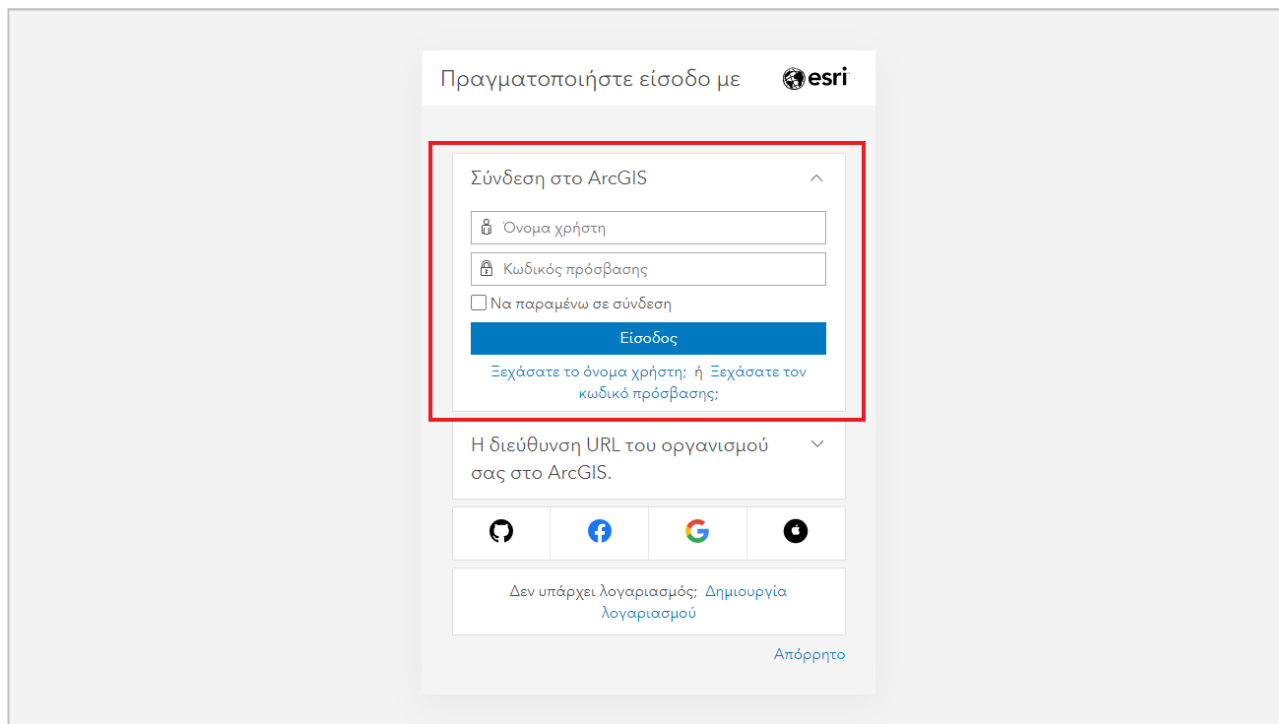 Πραγματοποιήστε είσοδο με esri
Σύνδεση στο ArcGIS
Όνομα χρήστη
Κωδικός πρόσβασης
Να παραμένω σε σύνδεση
Είσοδος
Ξεχάσατε το όνομα χρήστη; ή Ξεχάσατε τον
κωδικό πρόσβασης;
Η διεύθυνση URL του οργανισμού
σας στο ArcGIS.
Δεν υπάρχει λογαριασμός; Δημιουργία
λογαριασμού
Απόρρητο